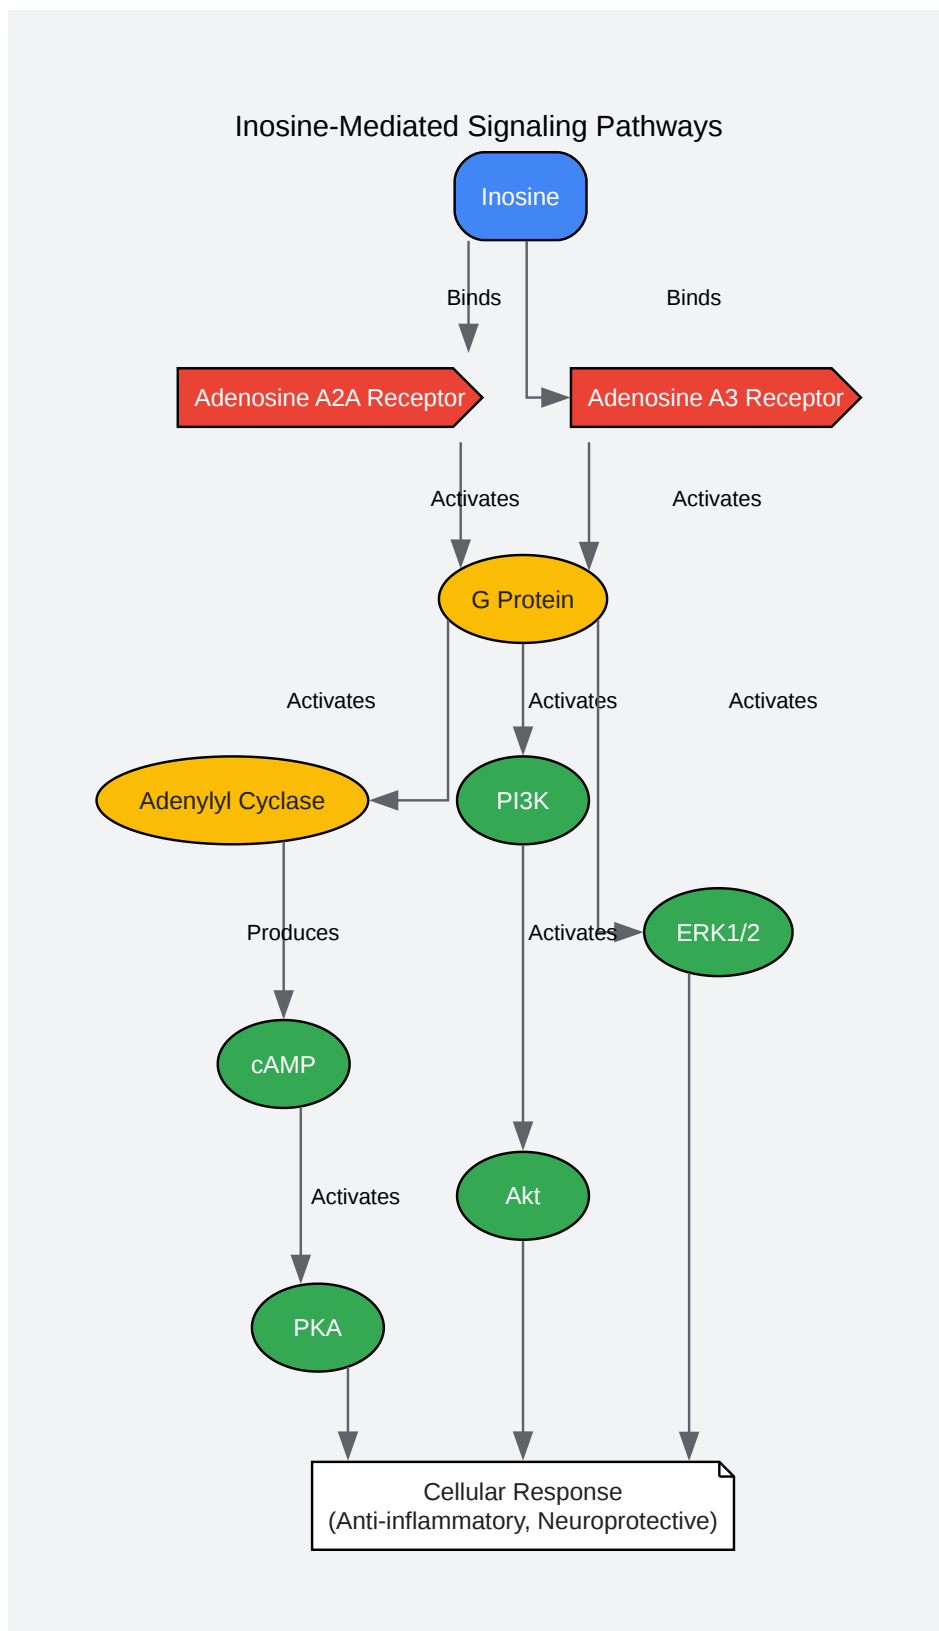 Inosine-Mediated Signaling Pathways
Inosine
Binds
Binds
Adenosine A2A Receptor
Adenosine A3 Receptor
Activates
Activates
G Protein
Activates
Activates
Activates
Adenylyl Cyclase
PI3K
Produces
Activates
ERK1/2
cAMP
Activates
Akt
PKA
Cellular Response
(Anti-inflammatory, Neuroprotective)